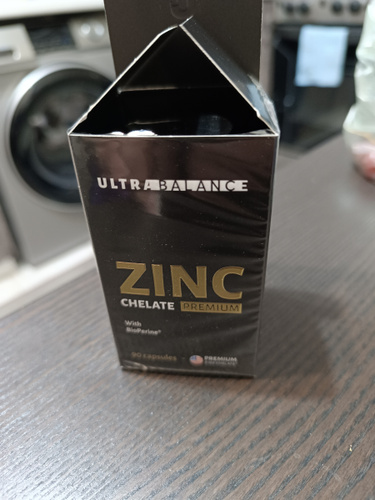 ULTRABALANCE
ZINC
CHELATE PREMIUM
With
BioPerine®
90 capsules
PREMIUM